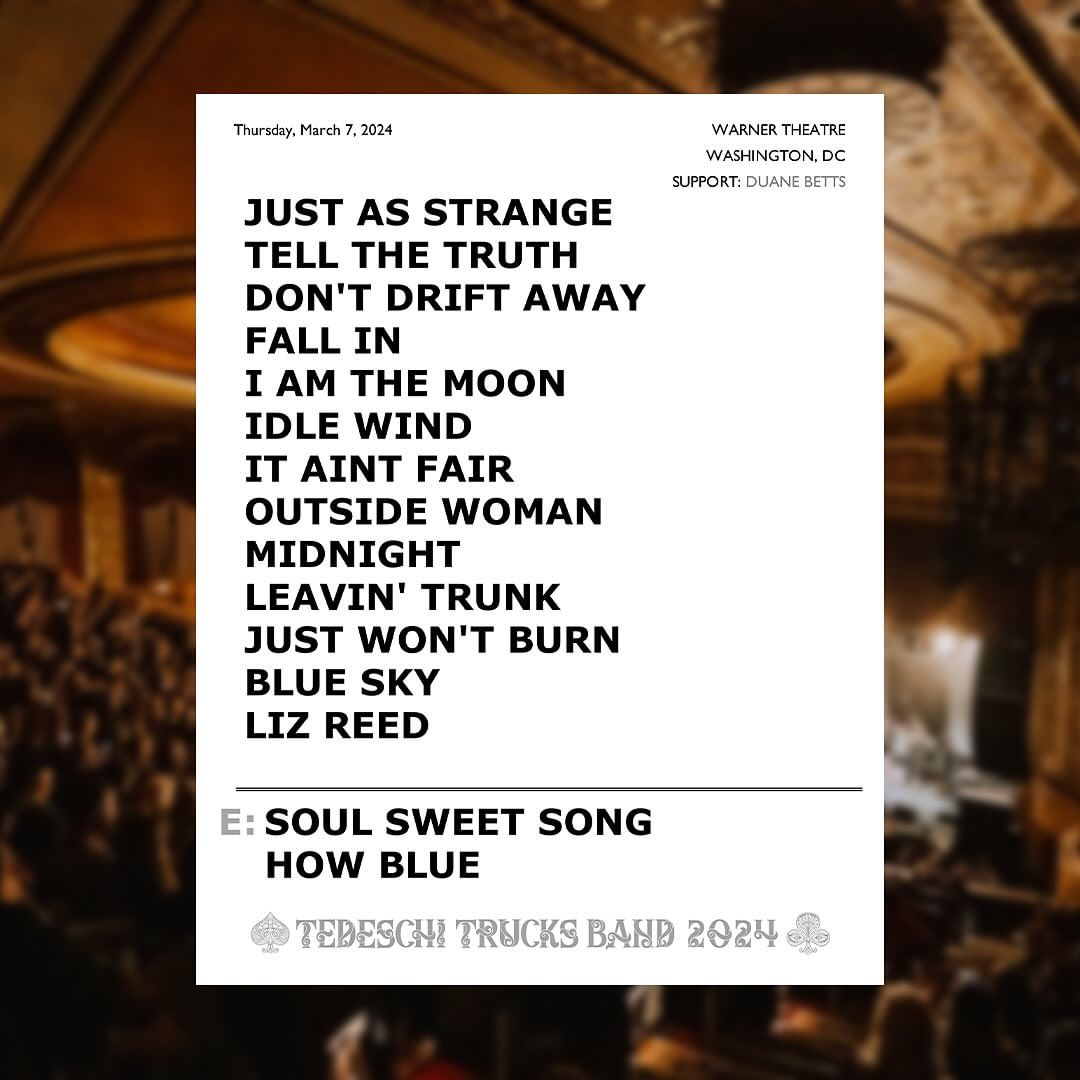 Thursday, March 7, 2024
WARNER THEATRE
WASHINGTON, DC
SUPPORT: DUANE BETTS
JUST AS STRANGE
TELL THE TRUTH
DON'T DRIFT AWAY
FALL IN
I AM THE MOON
IDLE WIND
IT AINT FAIR
OUTSIDE WOMAN
MIDNIGHT
LEAVIN' TRUNK
JUST WON'T BURN
BLUE SKY
LIZ REED
E: SOUL SWEET SONG
HOW BLUE
TEDESCHI TRUCKS BAND 2024